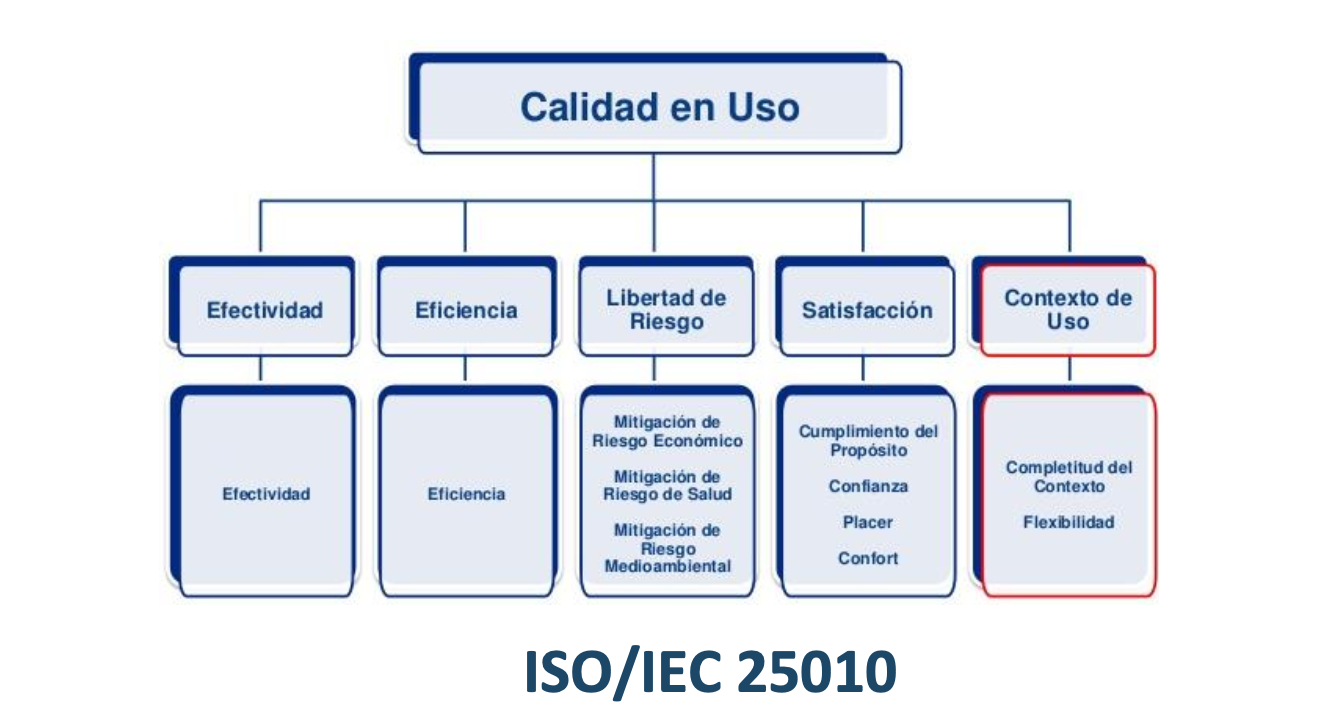 Calidad en Uso
Efectividad
Eficiencia
Libertad de
Riesgo
Satisfacción
Contexto de
Uso
Efectividad
Eficiencia
Mitigación de
Riesgo Económico
Mitigación de
Riesgo de Salud
Mitigación de
Riesgo
Medioambiental
Cumplimiento del
Propósito
Confianza
Placer
Confort
Completitud del
Contexto
Flexibilidad
ISO/IEC 25010